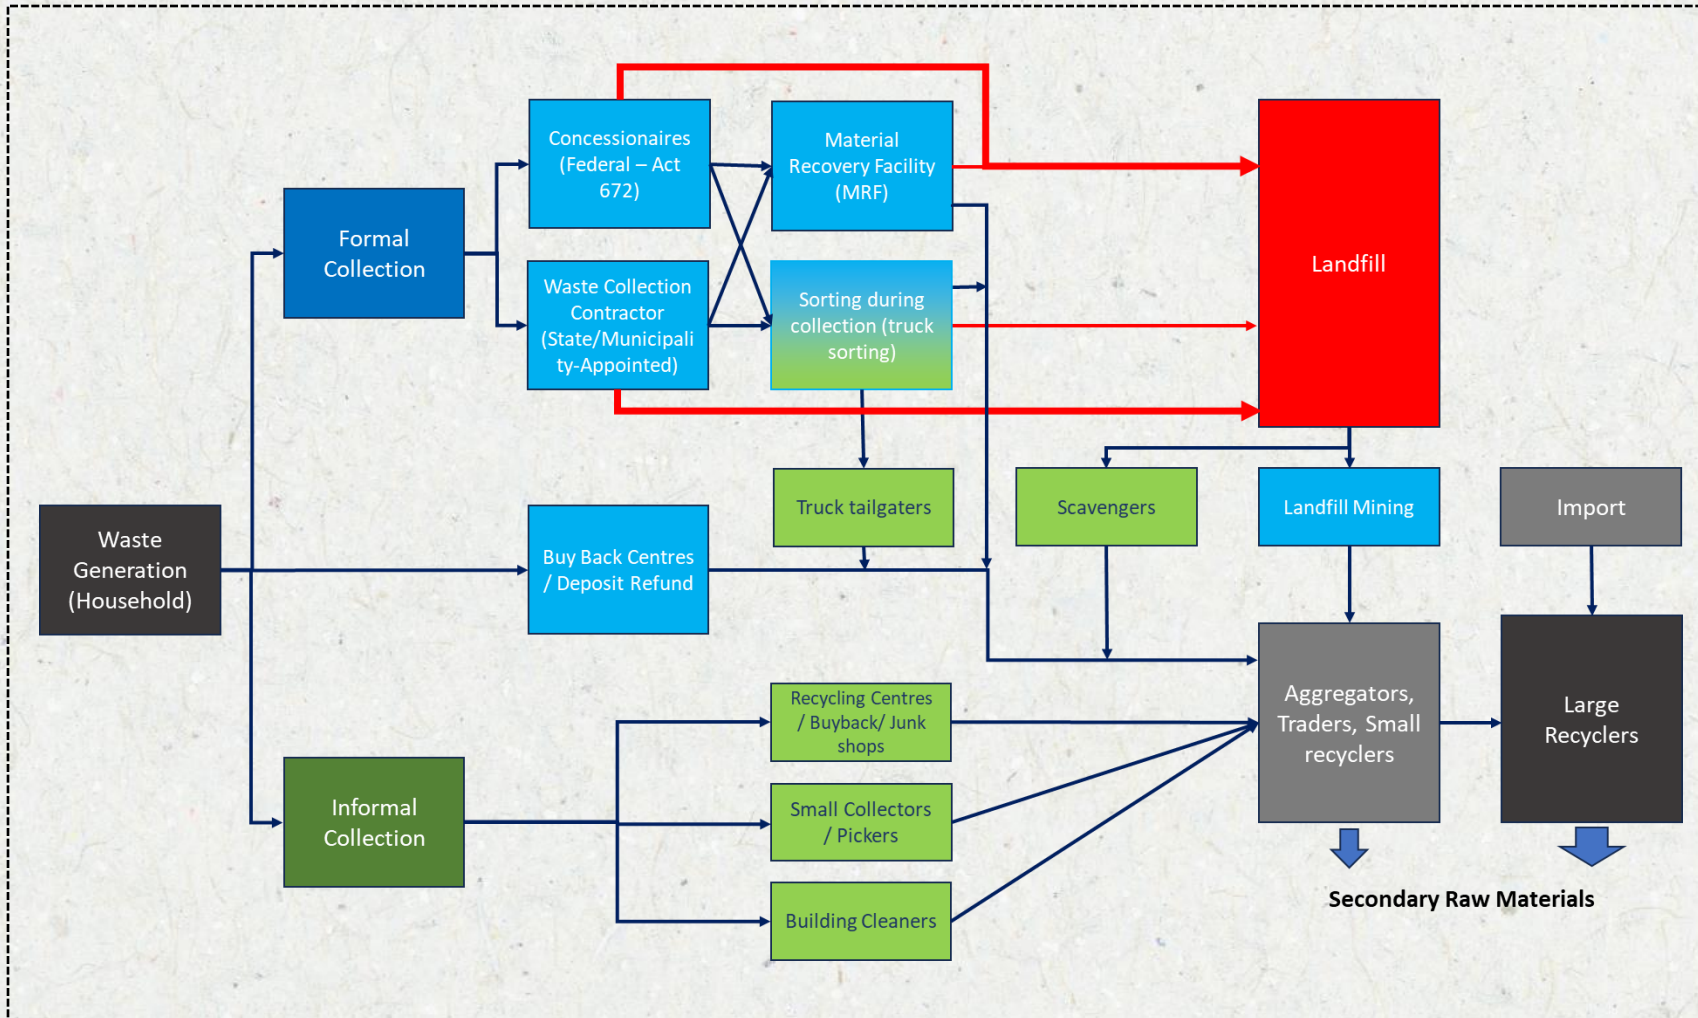 Concessionaires
(Federal – Act
672)
Material
Recovery Facility
(MRF)
Formal
Collection
Landfill
Waste Collection
Contractor
(State/Municipali
ty-Appointed)
Sorting during
collection (truck
sorting)
Truck tailgaters
Scavengers
Landfill Mining
Import
Waste
Generation
(Household)
Buy Back Centres
/ Deposit Refund
Aggregators,
Traders, Small
recyclers
Large
Recyclers
Recycling Centres
/ Buyback/ Junk
shops
Informal
Collection
Small Collectors
/ Pickers
Building Cleaners
Secondary Raw Materials